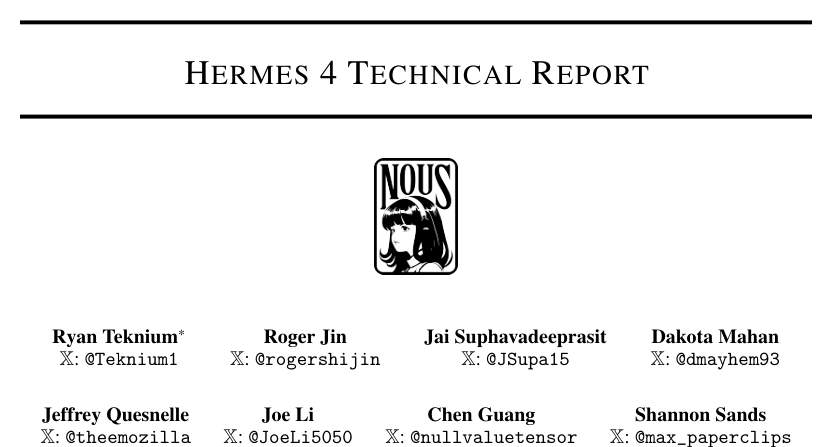 HERMES 4 TECHNICAL REPORT
NOUS
Ryan Teknium* Roger Jin Jai Suphavadeeprasit Dakota Mahan
𝕏: @Teknium1 𝕏: @rogershijin 𝕏: @JSupa15 𝕏: @dmayhem93
Jeffrey Quesnelle Joe Li Chen Guang Shannon Sands
𝕏: @theemozilla 𝕏: @JoeLi5050 𝕏: @nullvaluetensor 𝕏: @max_paperclips